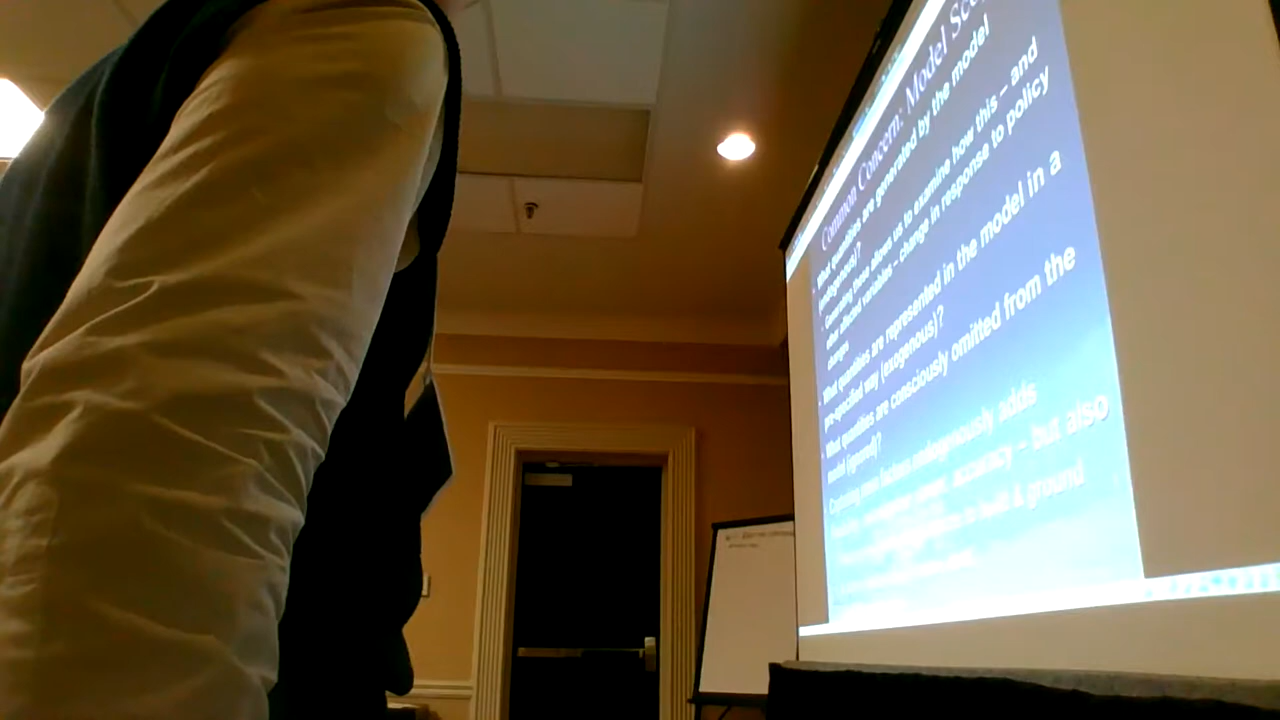 Common Concern: Model
What quantities are generated by the model
(endogenous)?
Capturing these allows us to examine how this – and
other affected variables – change in response to policy
changes
What quantities are represented in the model in a
pre-specified way (exogenous)?
What quantities are consciously omitted from the
model (ignored)?
Capturing more factors endogenously adds
accuracy – but also
to build & ground